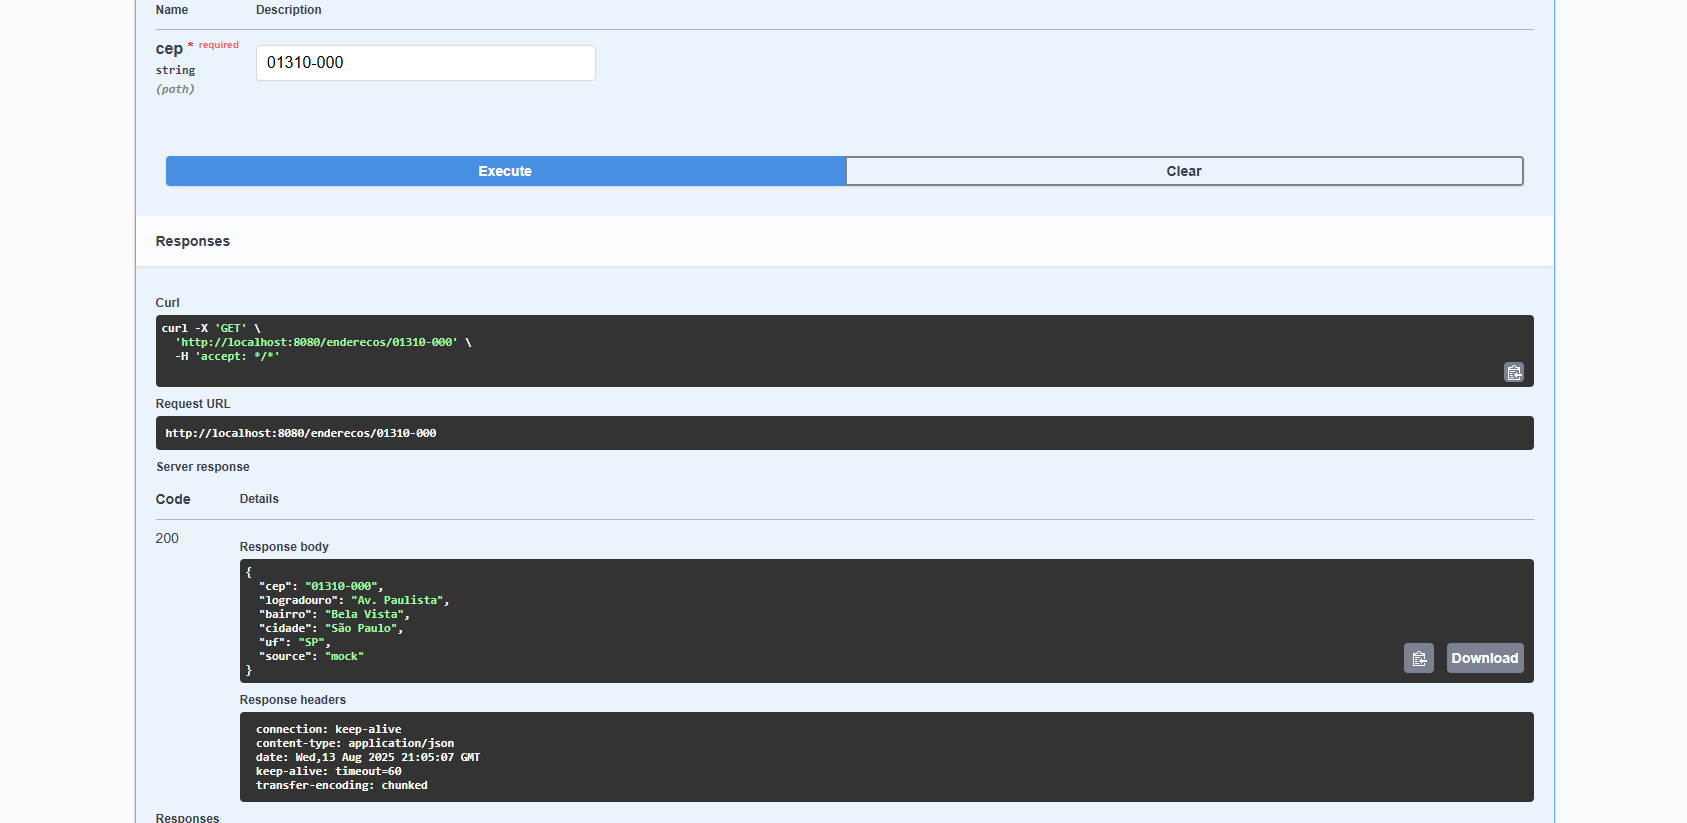 Name Description
cep * required
01310-000
string
(path)
Execute Clear
Responses
Curl
curl -X 'GET' \
'http://localhost:8080/enderecos/01310-000' \
-H 'accept: */*'
Request URL
http://localhost:8080/enderecos/01310-000
Server response
Code Details
200
Response body
{
"cep": "01310-000",
"logradouro": "Av. Paulista",
"bairro": "Bela Vista",
"cidade": "São Paulo",
"uf": "SP",
"source": "mock"
}
Download
Response headers
connection: keep-alive
content-type: application/json
date: Wed,13 Aug 2025 21:05:07 GMT
keep-alive: timeout=60
transfer-encoding: chunked
Responses